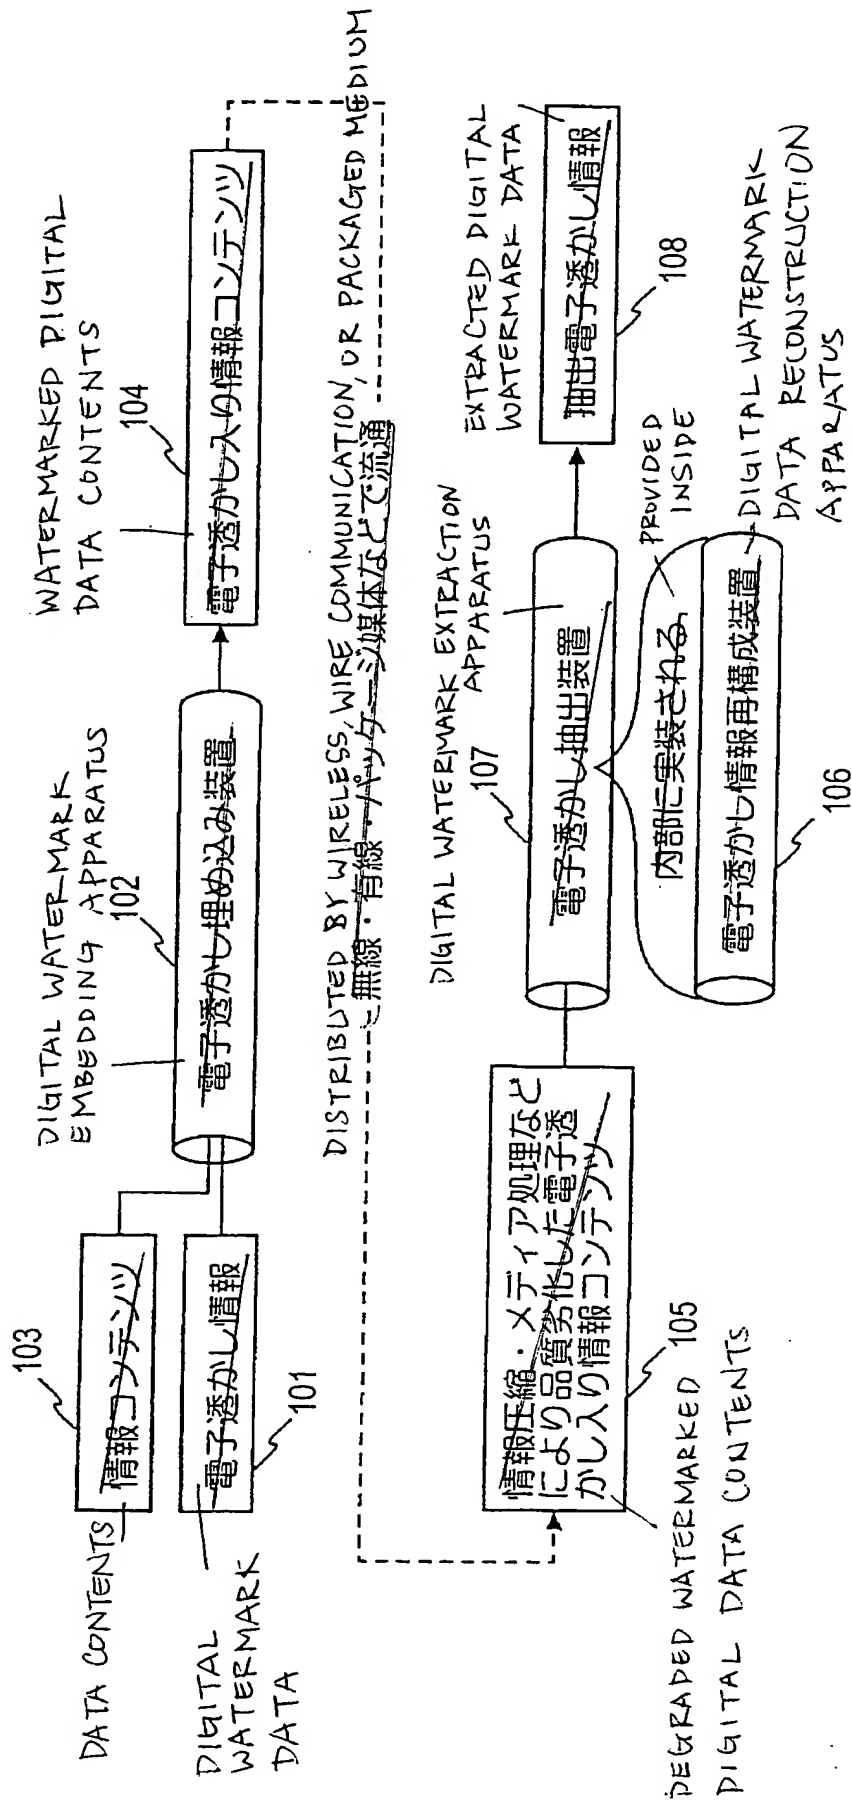 DATA CONTENTS
103
情報コンテンツ
DIGITAL
WATERMARK
DATA
電子透かし情報
101
DIGITAL WATERMARK
EMBEDDING APPARATUS
102
電子透かし埋め込み装置
WATERMARKED DIGITAL
DATA CONTENTS
104
電子透かし入り情報コンテンツ
DISTRIBUTED BY WIRELESS, WIRE COMMUNICATION, OR PACKAGED MEDIUM
無線・有線・パッケージ媒体などで流通
情報圧縮・メディア処理など
により品質劣化した電子透
かし入り情報コンテンツ
105
DEGRADED WATERMARKED
DIGITAL DATA CONTENTS
DIGITAL WATERMARK EXTRACTION
APPARATUS
107
電子透かし抽出装置
PROVIDED
INSIDE
内部に実装される
電子透かし情報再構成装置
106
DIGITAL WATERMARK
DATA RECONSTRUCTION
APPARATUS
EXTRACTED DIGITAL
WATERMARK DATA
抽出電子透かし情報
108